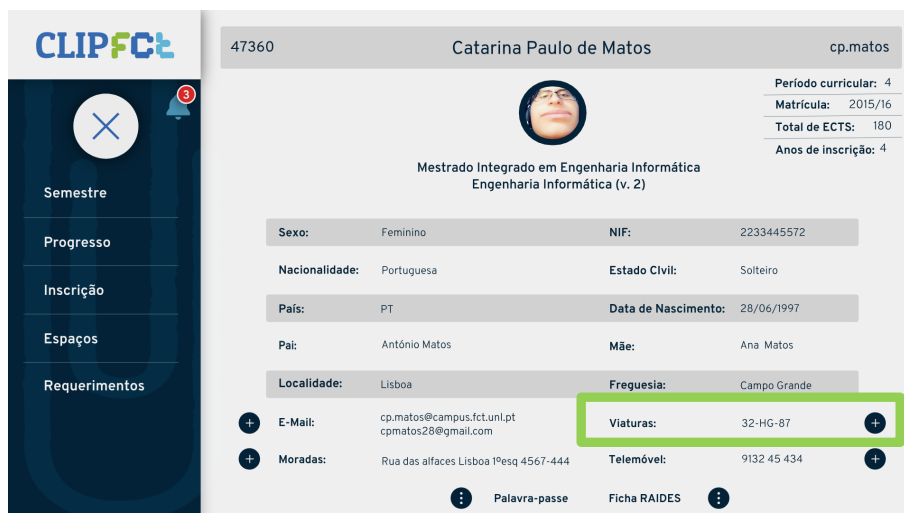 CLIPFCt
47360
Catarina Paulo de Matos
cp.matos
3
Período curricular: 4
Matrícula: 2015/16
Total de ECTS: 180
Anos de inscrição: 4
Mestrado Integrado em Engenharia Informática
Engenharia Informática (v. 2)
Semestre
Progresso
Inscrição
Espaços
Requerimentos
Sexo: Feminino NIF: 2233445572
Nacionalidade: Portuguesa Estado CIvil: Solteiro
País: PT Data de Nascimento: 28/06/1997
Pai: António Matos Mãe: Ana Matos
Localidade: Lisboa Freguesia: Campo Grande
E-Mail: cp.matos@campus.fct.unl.pt
cpmatos28@gmail.com
Viaturas: 32-HG-87
Moradas: Rua das alfaces Lisboa 1ºesq 4567-444 Telemóvel: 9132 45 434
Palavra-passe Ficha RAIDES